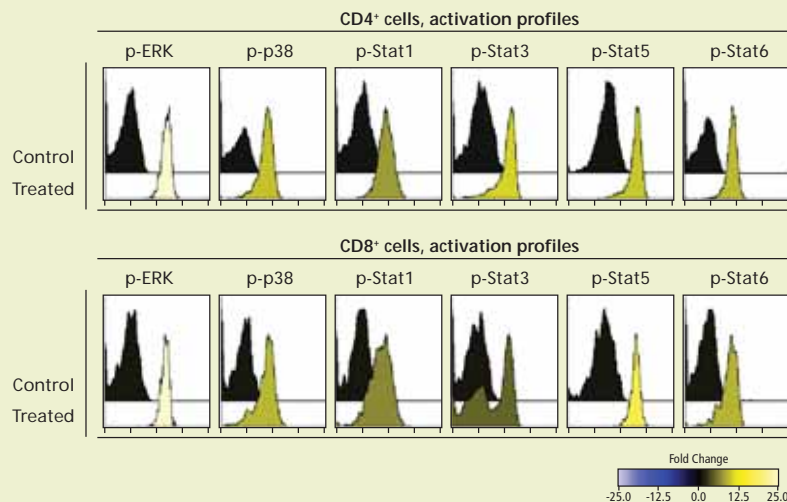 CD4⁺ cells, activation profiles
p-ERK p-p38 p-Stat1 p-Stat3 p-Stat5 p-Stat6
Control
Treated
CD8⁺ cells, activation profiles
p-ERK p-p38 p-Stat1 p-Stat3 p-Stat5 p-Stat6
Control
Treated
Fold Change
-25.0 -12.5 0.0 12.5 25.0